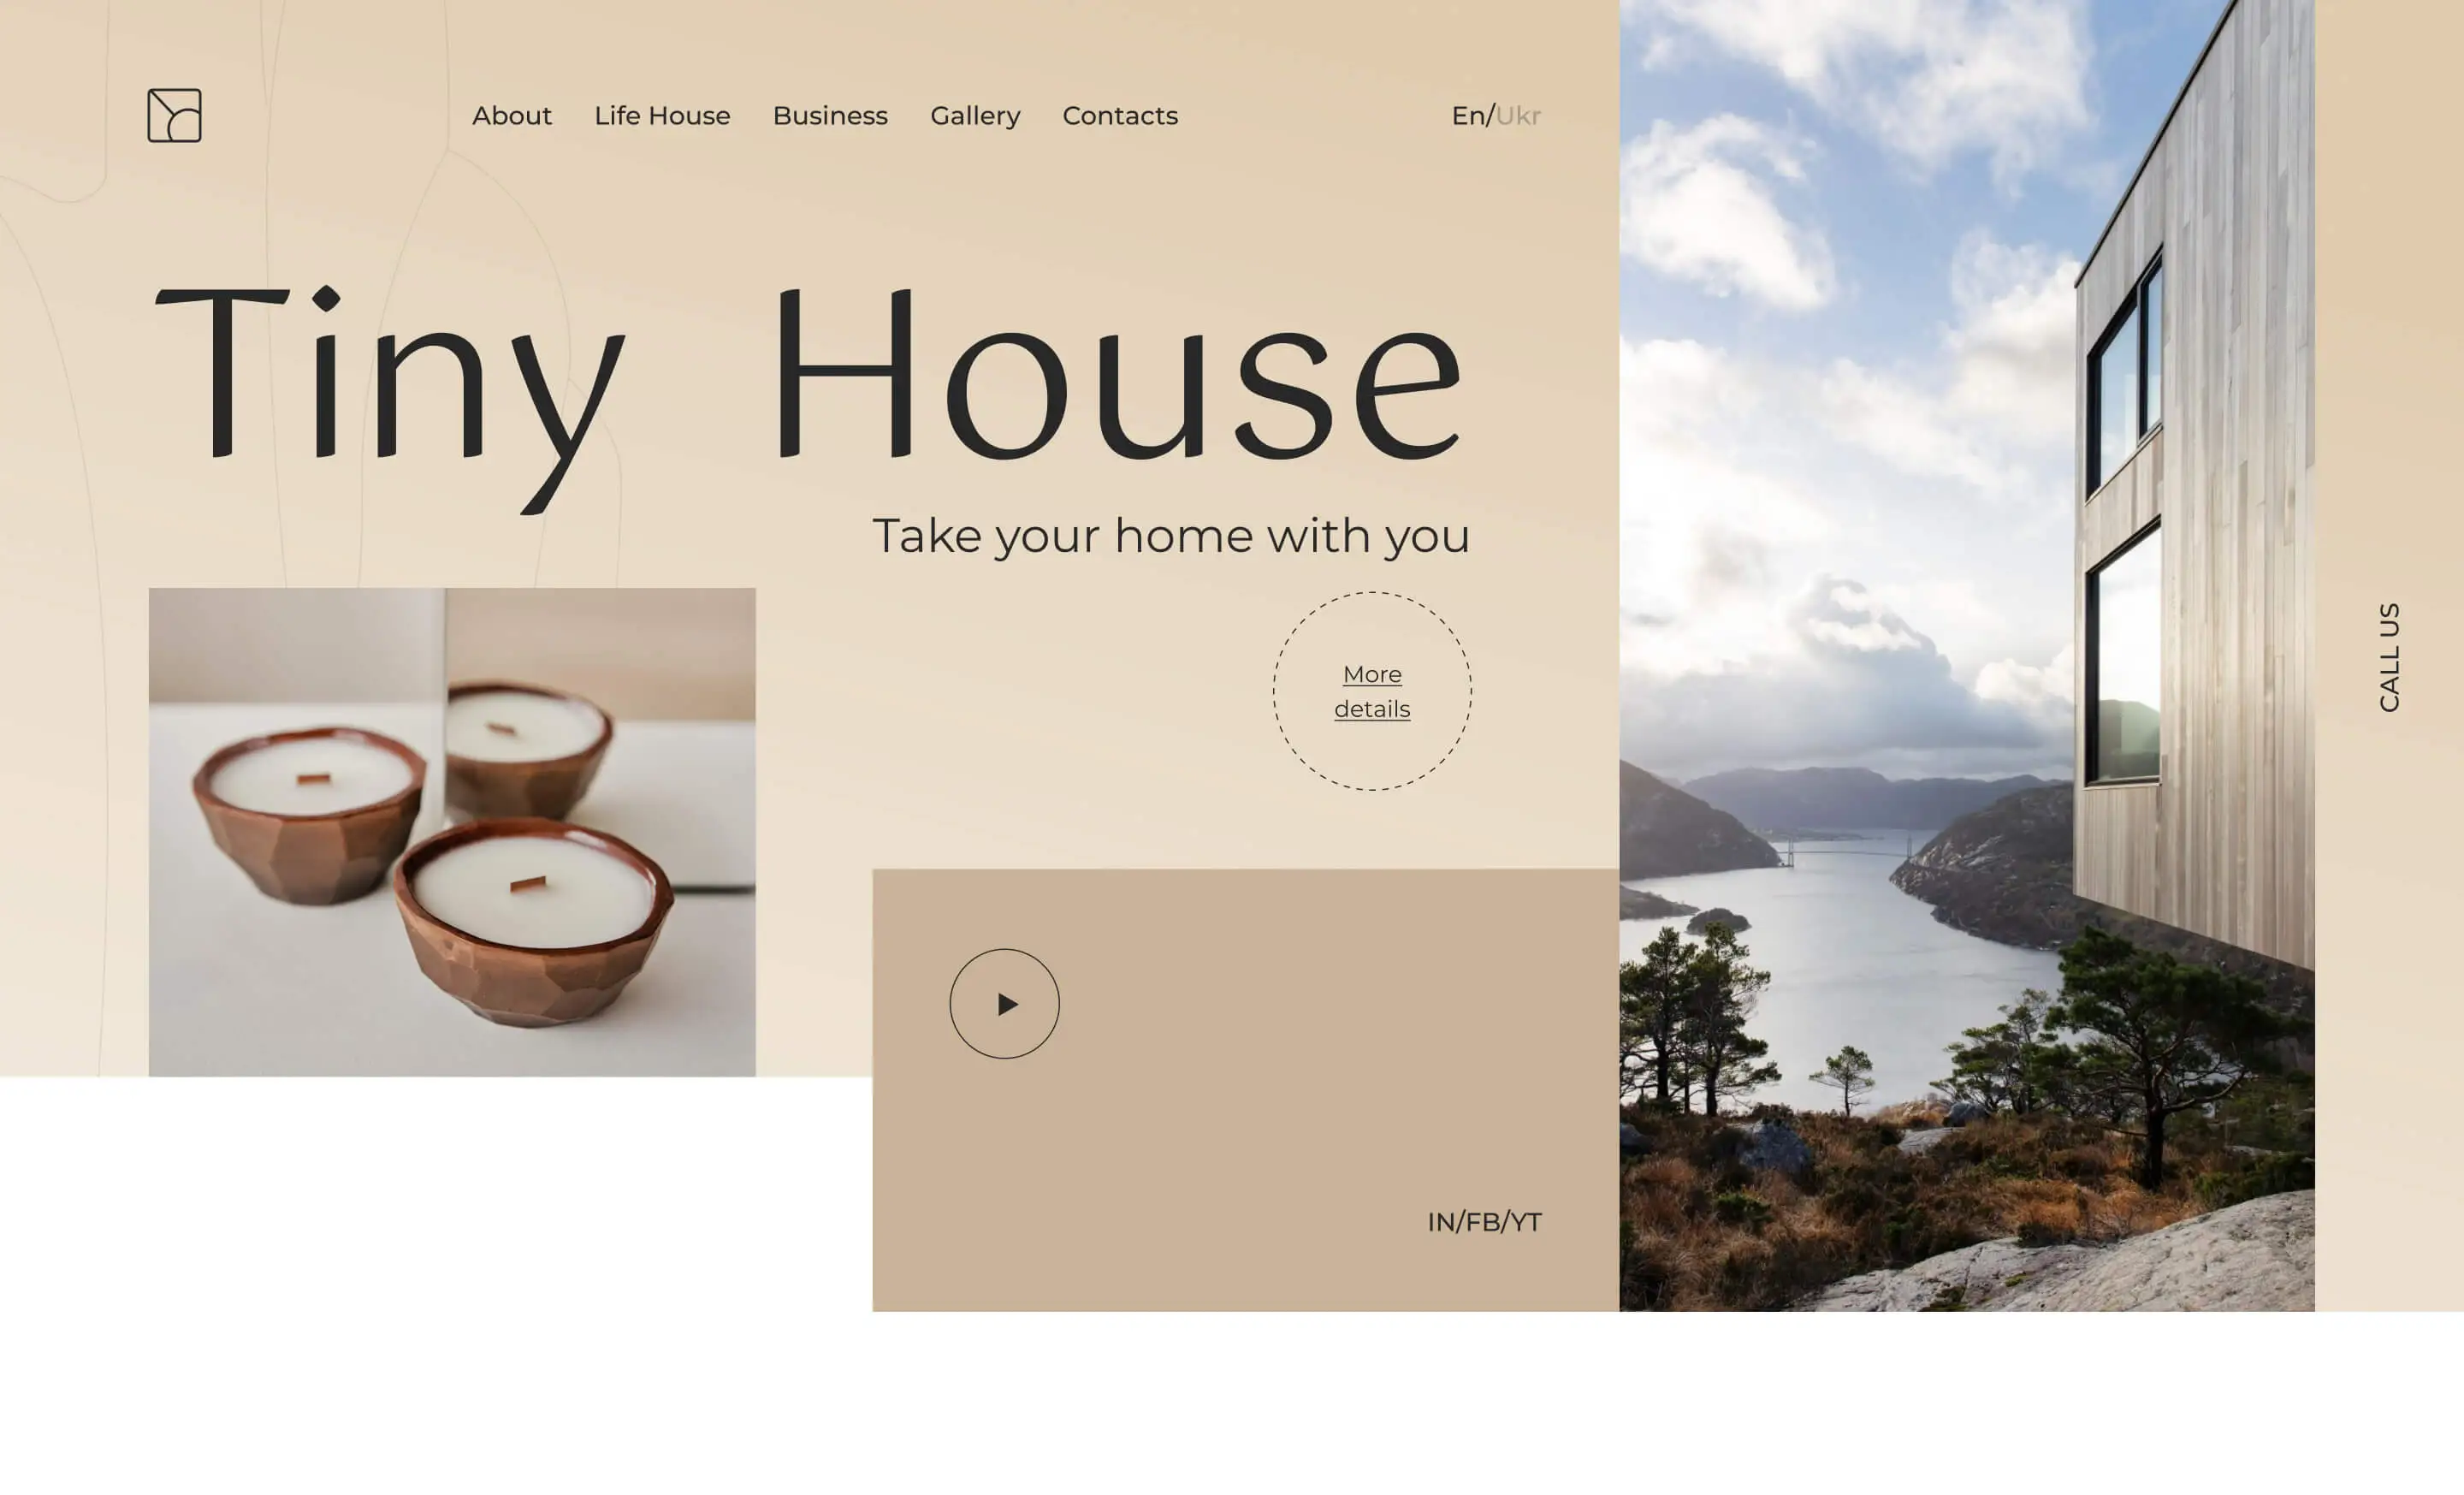 About Life House Business Gallery Contacts En/Ukr
Tiny House
Take your home with you
More
details
CALL US
IN/FB/YT